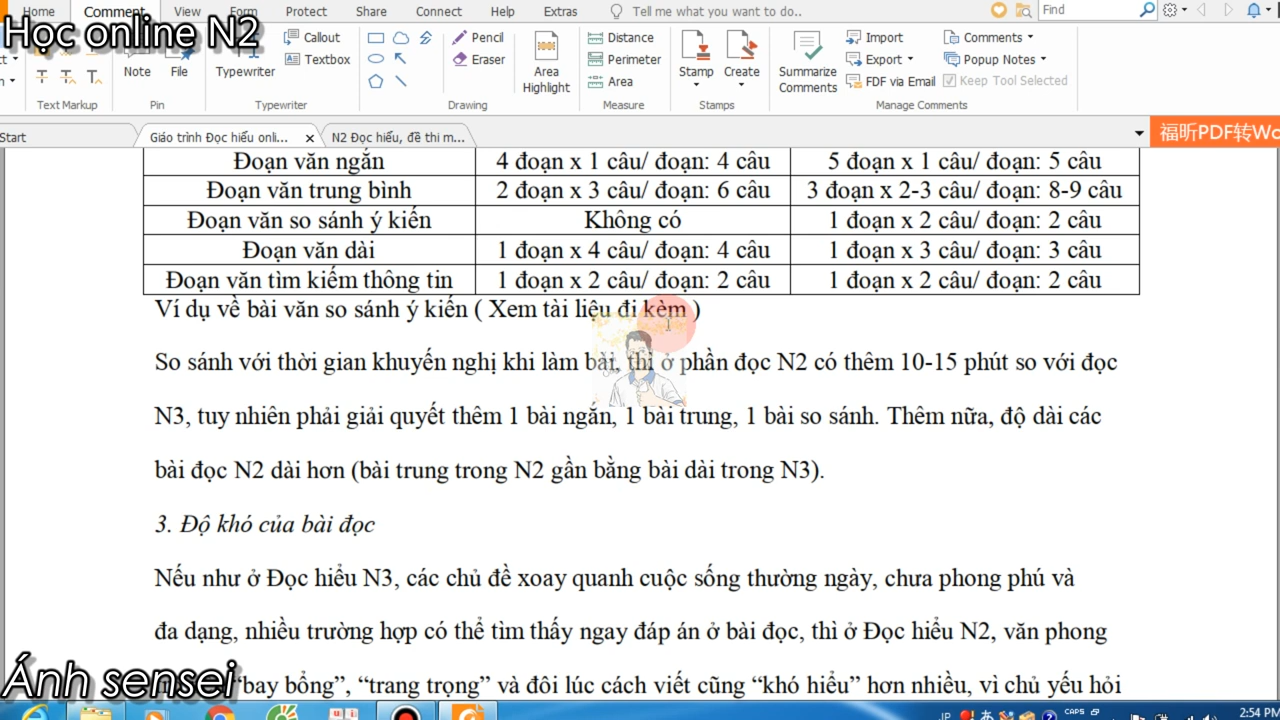 Home Comment View Form Protect Share Connect Help Extras Tell me what you want to do.. Find
Học online N2
Callout Pencil Distance Import Comments
Note File Typewriter Textbox Eraser Area Highlight Perimeter Stamp Create Summarize Comments Export Popup Notes
Area FDF via Email Keep Tool Selected
Text Markup Pin Typewriter Drawing Measure Stamps Manage Comments
Start Giáo trình Đọc hiểu onli... N2 Đọc hiểu, đề thi m... 福昕PDF转Wo
Đoạn văn ngắn 4 đoạn x 1 câu/ đoạn: 4 câu 5 đoạn x 1 câu/ đoạn: 5 câu
Đoạn văn trung bình 2 đoạn x 3 câu/ đoạn: 6 câu 3 đoạn x 2-3 câu/ đoạn: 8-9 câu
Đoạn văn so sánh ý kiến Không có 1 đoạn x 2 câu/ đoạn: 2 câu
Đoạn văn dài 1 đoạn x 4 câu/ đoạn: 4 câu 1 đoạn x 3 câu/ đoạn: 3 câu
Đoạn văn tìm kiếm thông tin 1 đoạn x 2 câu/ đoạn: 2 câu 1 đoạn x 2 câu/ đoạn: 2 câu
Ví dụ về bài văn so sánh ý kiến ( Xem tài liệu đi kèm )
So sánh với thời gian khuyến nghị khi làm bài, thì ở phần đọc N2 có thêm 10-15 phút so với đọc
N3, tuy nhiên phải giải quyết thêm 1 bài ngắn, 1 bài trung, 1 bài so sánh. Thêm nữa, độ dài các
bài đọc N2 dài hơn (bài trung trong N2 gần bằng bài dài trong N3).
3. Độ khó của bài đọc
Nếu như ở Đọc hiểu N3, các chủ đề xoay quanh cuộc sống thường ngày, chưa phong phú và
đa dạng, nhiều trường hợp có thể tìm thấy ngay đáp án ở bài đọc, thì ở Đọc hiểu N2, văn phong
"bay bổng", "trang trọng" và đôi lúc cách viết cũng "khó hiểu" hơn nhiều, vì chủ yếu hỏi
Ánh sensei
JP あ CAPS 2:54 PM